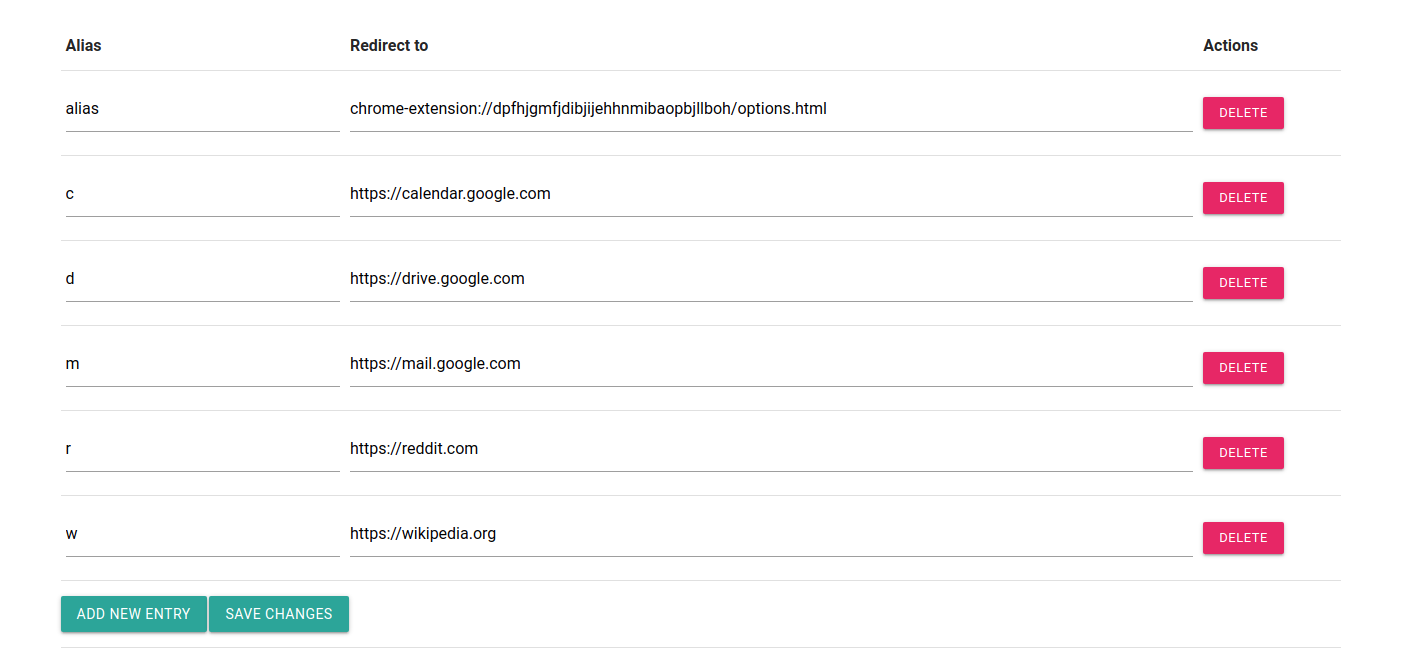 Alias Redirect to Actions
alias chrome-extension://dpfhjgmfjdibjijehhnmibaopbjllboh/options.html DELETE
c https://calendar.google.com DELETE
d https://drive.google.com DELETE
m https://mail.google.com DELETE
r https://reddit.com DELETE
w https://wikipedia.org DELETE
ADD NEW ENTRY SAVE CHANGES